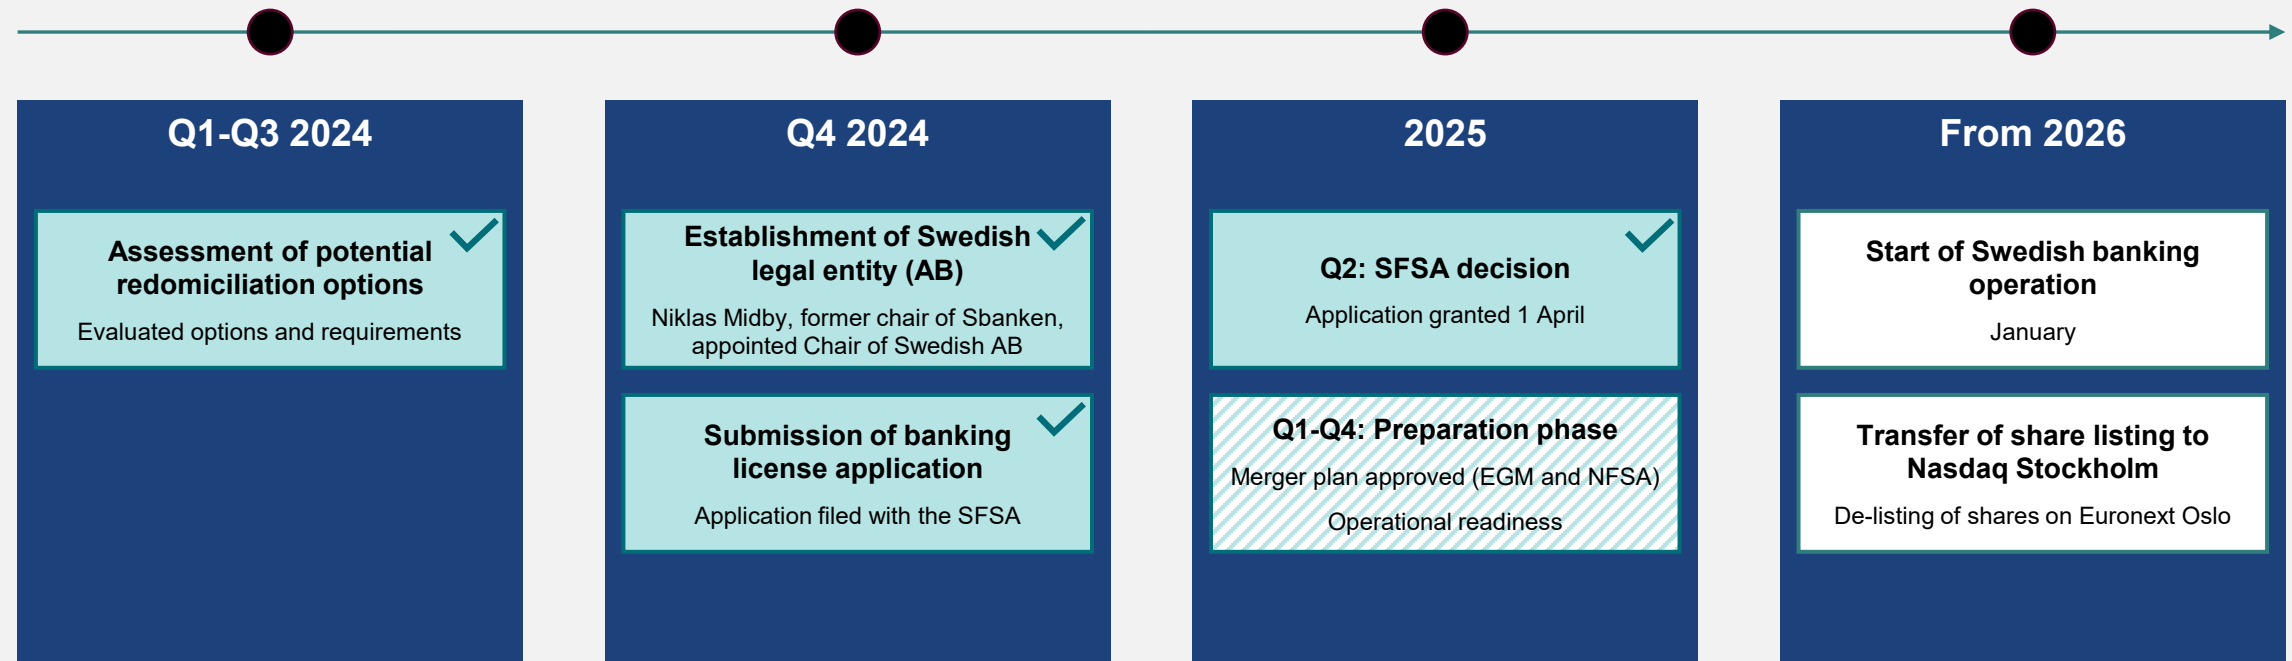 Q1-Q3 2024
Assessment of potential
redomiciliation options
Evaluated options and requirements
Q4 2024
Establishment of Swedish
legal entity (AB)
Niklas Midby, former chair of Sbanken,
appointed Chair of Swedish AB
Submission of banking
license application
Application filed with the SFSA
2025
Q2: SFSA decision
Application granted 1 April
Q1-Q4: Preparation phase
Merger plan approved (EGM and NFSA)
Operational readiness
From 2026
Start of Swedish banking
operation
January
Transfer of share listing to
Nasdaq Stockholm
De-listing of shares on Euronext Oslo